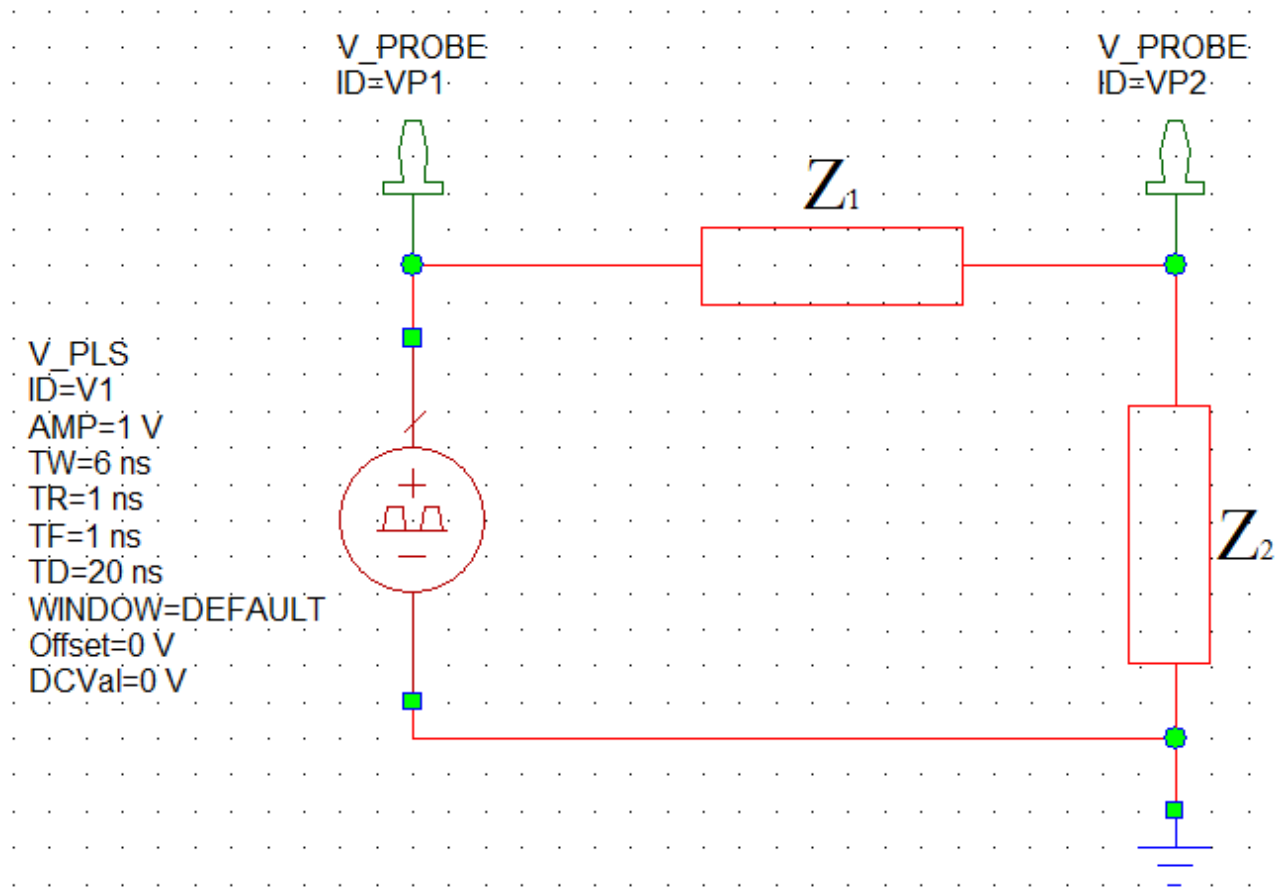 V_PROBE
ID=VP1
V_PROBE
ID=VP2
Z1
V_PLS
ID=V1
AMP=1 V
TW=6 ns
TR=1 ns
TF=1 ns
TD=20 ns
WINDOW=DEFAULT
Offset=0 V
DCVal=0 V
Z2